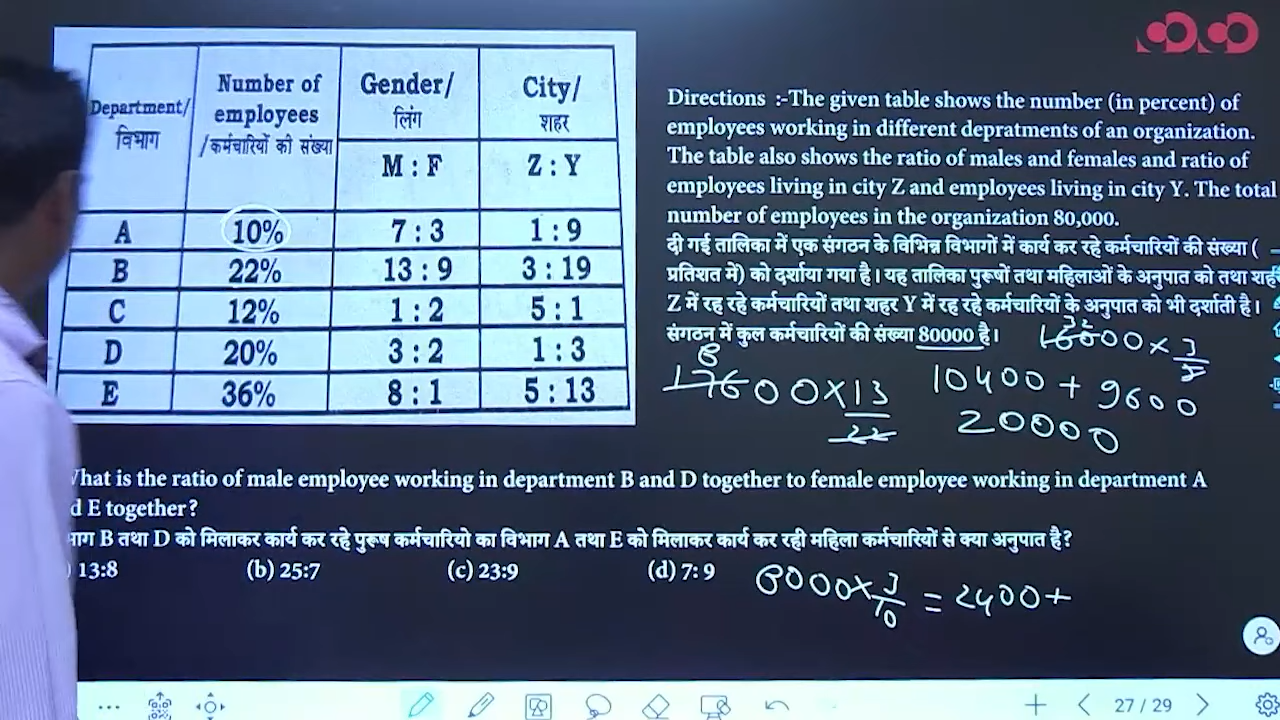 Department/ विभाग | Number of employees /कर्मचारियों की संख्या | Gender/ लिंग | City/ शहर
M : F | Z : Y
A | 10% | 7 : 3 | 1 : 9
B | 22% | 13 : 9 | 3 : 19
C | 12% | 1 : 2 | 5 : 1
D | 20% | 3 : 2 | 1 : 3
E | 36% | 8 : 1 | 5 : 13
Directions :-The given table shows the number (in percent) of
employees working in different depratments of an organization.
The table also shows the ratio of males and females and ratio of
employees living in city Z and employees living in city Y. The total
number of employees in the organization 80,000.
दी गई तालिका में एक संगठन के विभिन्न विभागों में कार्य कर रहे कर्मचारियों की संख्या (
प्रतिशत में) को दर्शाया गया है। यह तालिका पुरूषों तथा महिलाओं के अनुपात को तथा शह
Z में रह रहे कर्मचारियों तथा शहर Y में रह रहे कर्मचारियों के अनुपात को भी दर्शाती है।
संगठन में कुल कर्मचारियों की संख्या 80000 है।
17600 × 13/22
8
10400 + 9600
20000
hat is the ratio of male employee working in department B and D together to female employee working in department A
d E together?
भाग B तथा D को मिलाकर कार्य कर रहे पुरूष कर्मचारियो का विभाग A तथा E को मिलाकर कार्य कर रही महिला कर्मचारियों से क्या अनुपात है?
) 13:8 (b) 25:7 (c) 23:9 (d) 7: 9
8000 × 3/10 = 2400 +
27 / 29